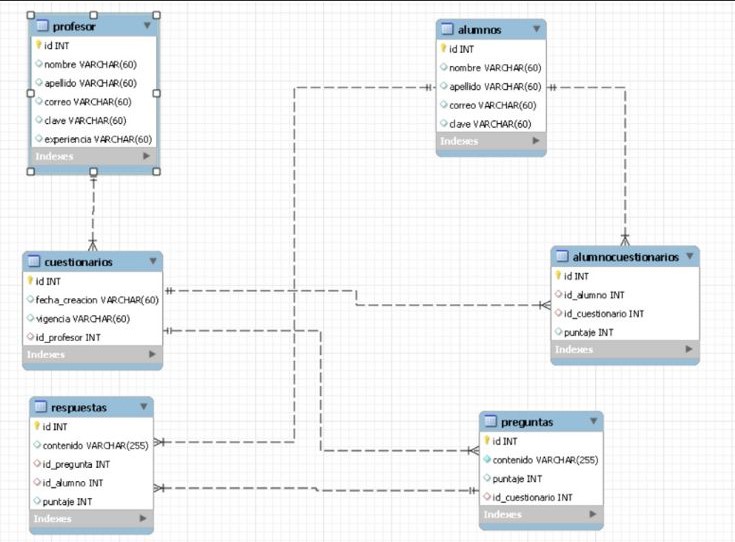 profesor
id INT
nombre VARCHAR(60)
apellido VARCHAR(60)
correo VARCHAR(60)
clave VARCHAR(60)
experiencia VARCHAR(60)
Indexes
alumnos
id INT
nombre VARCHAR(60)
apellido VARCHAR(60)
correo VARCHAR(60)
clave VARCHAR(60)
Indexes
cuestionarios
id INT
fecha_creacion VARCHAR(60)
vigencia VARCHAR(60)
id_profesor INT
Indexes
alumnocuestionarios
id INT
id_alumno INT
id_cuestionario INT
puntaje INT
Indexes
respuestas
id INT
contenido VARCHAR(255)
id_pregunta INT
id_alumno INT
puntaje INT
Indexes
preguntas
id INT
contenido VARCHAR(255)
puntaje INT
id_cuestionario INT
Indexes